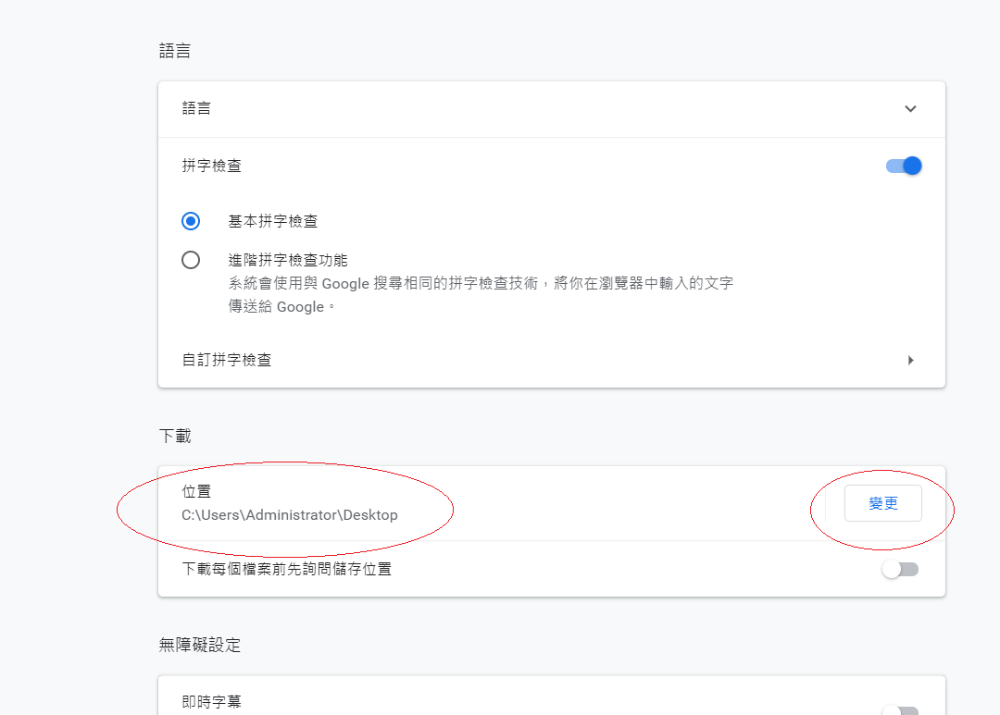 語言
語言
拼字檢查
基本拼字檢查
進階拼字檢查功能
系統會使用與 Google 搜尋相同的拼字檢查技術，將你在瀏覽器中輸入的文字
傳送給 Google。
自訂拼字檢查
下載
位置
C:\Users\Administrator\Desktop
變更
下載每個檔案前先詢問儲存位置
無障礙設定
即時字幕